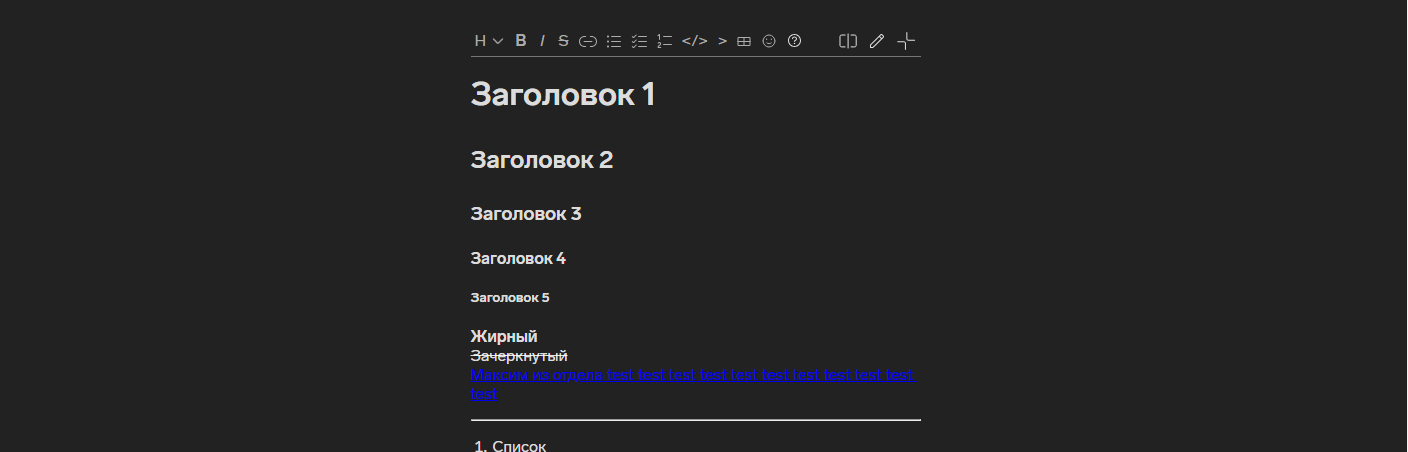 H B I S </> >
Заголовок 1
Заголовок 2
Заголовок 3
Заголовок 4
Заголовок 5
Жирный
Зачеркнутый
Максим из отдела test test test test test test test test test test
test
1. Список